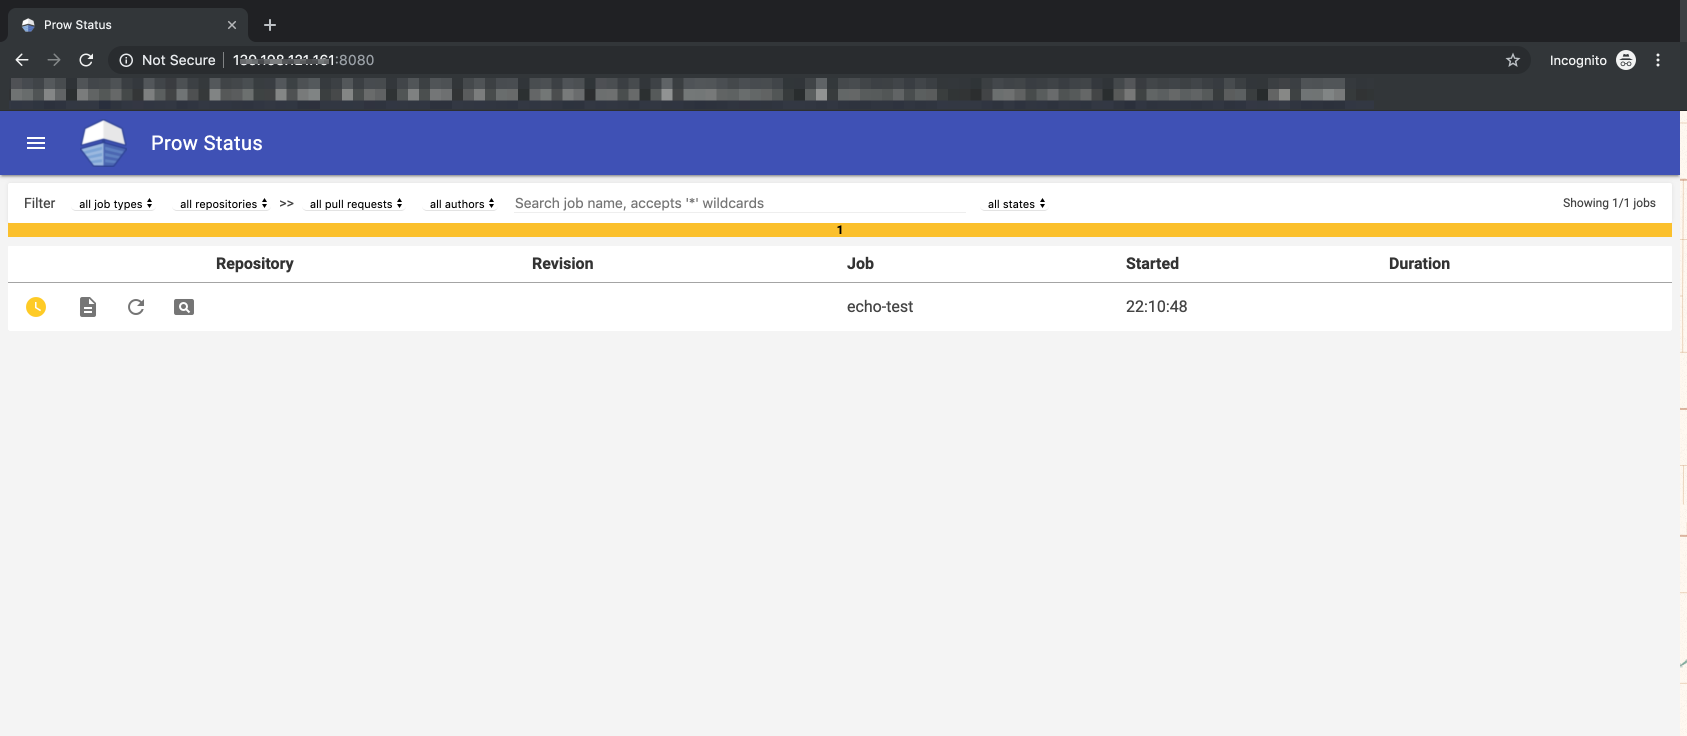 Prow Status
Not Secure :8080
Incognito
Prow Status
Filter all job types all repositories >> all pull requests all authors Search job name, accepts '*' wildcards all states Showing 1/1 jobs
1
Repository Revision Job Started Duration
echo-test 22:10:48